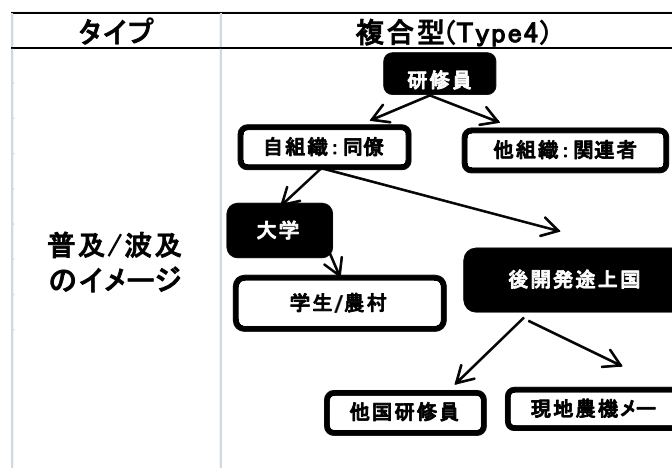 タイプ
複合型(Type4)
研修員
自組織：同僚
他組織：関連者
大学
普及/波及
のイメージ
後開発途上国
学生/農村
他国研修員
現地農機メー